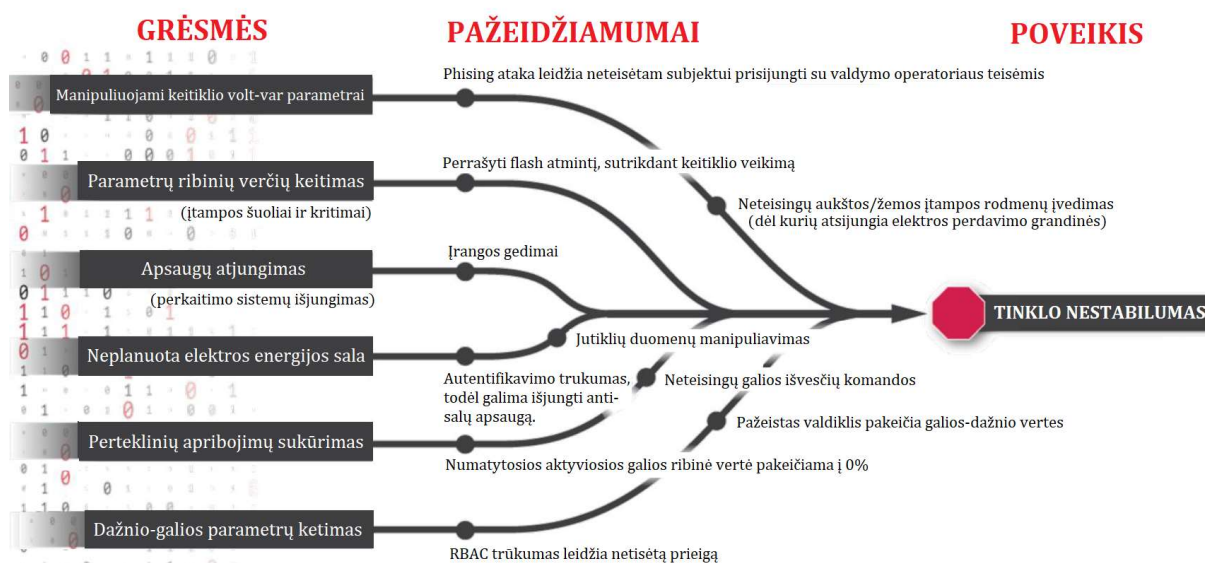 GRĖSMĖS
PAŽEIDŽIAMUMAI
POVEIKIS
Manipuliuojami keitiklio volt-var parametrai
Phising ataka leidžia neteisėtam subjektui prisijungti su valdymo operatoriaus teisėmis
Parametrų ribinių verčių keitimas
(įtampos šuoliai ir kritimai)
Perrašyti flash atmintį, sutrikdant keitiklio veikimą
Neteisingų aukštos/žemos įtampos rodmenų įvedimas
(dėl kurių atsijungia elektros perdavimo grandinės)
Apsaugų atjungimas
(perkaitimo sistemų išjungimas)
Įrangos gedimai
TINKLO NESTABILUMAS
Neplanuota elektros energijos sala
Jutiklių duomenų manipuliavimas
Autentifikavimo trukumas,
todėl galima išjungti anti-
salų apsaugą.
Neteisingų galios išvesčių komandos
Pažeistas valdiklis pakeičia galios-dažnio vertes
Perteklinių apribojimų sukūrimas
Numatytosios aktyviosios galios ribinė vertė pakeičiama į 0%
Dažnio-galios parametrų ketimas
RBAC trūkumas leidžia netisėtą prieigą